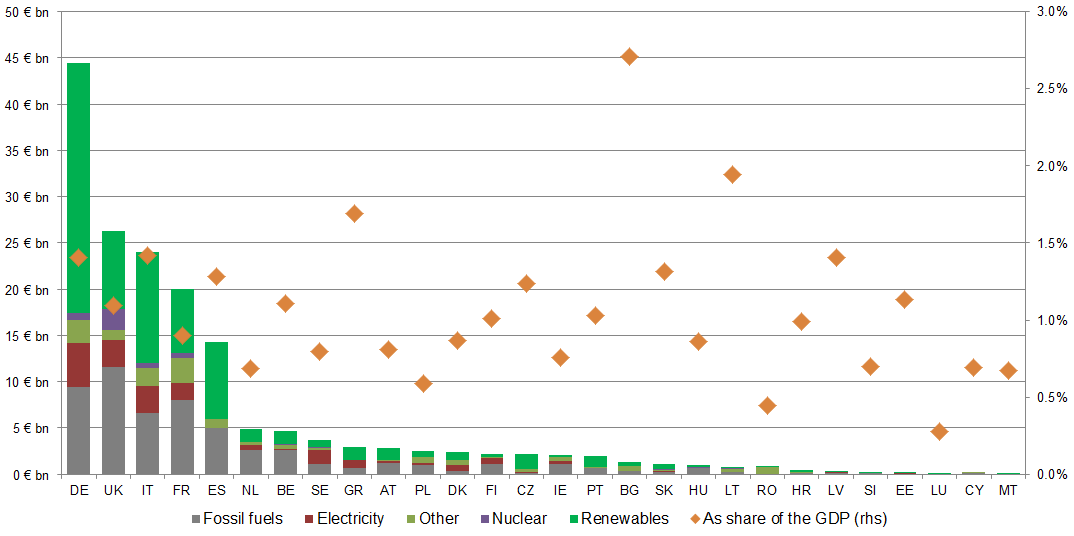 50 € bn
45 € bn
40 € bn
35 € bn
30 € bn
25 € bn
20 € bn
15 € bn
10 € bn
5 € bn
0 € bn
3.0%
2.5%
2.0%
1.5%
1.0%
0.5%
0.0%
DE UK IT FR ES NL BE SE GR AT PL DK FI CZ IE PT BG SK HU LT RO HR LV SI EE LU CY MT
Fossil fuels Electricity Other Nuclear Renewables As share of the GDP (rhs)